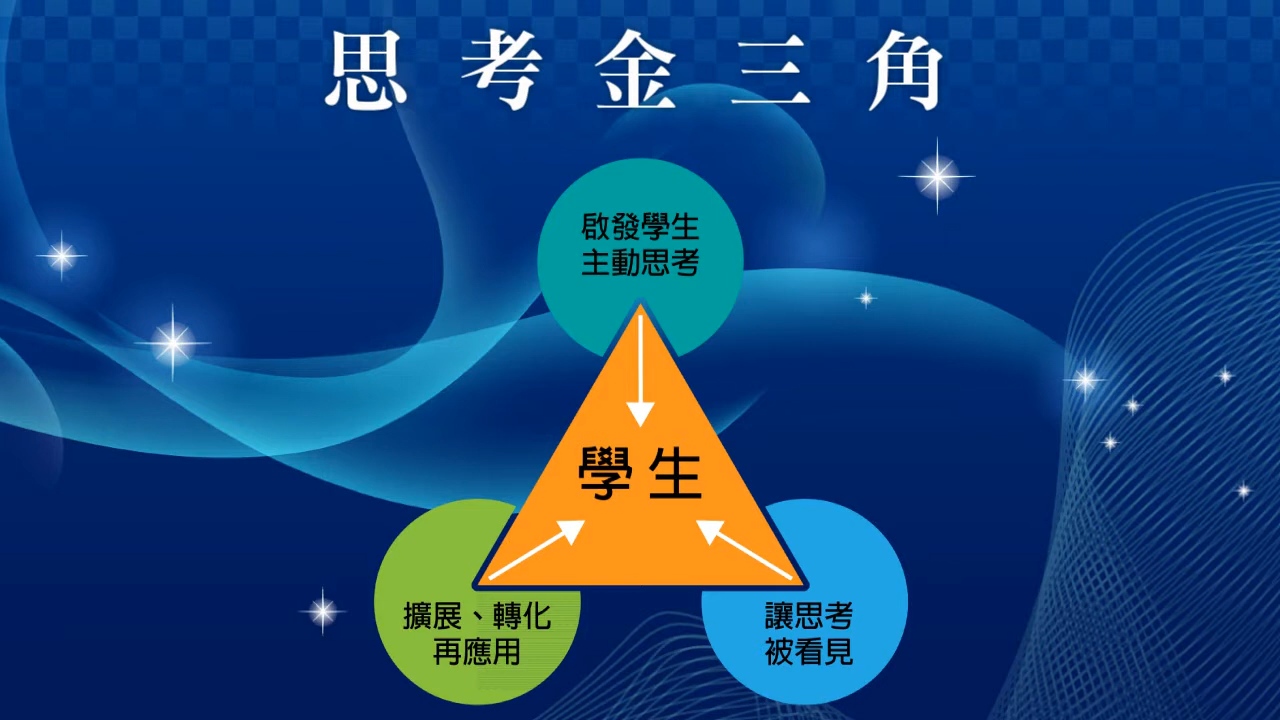 思考金三角
啟發學生
主動思考
學生
擴展、轉化
再應用
讓思考
被看見